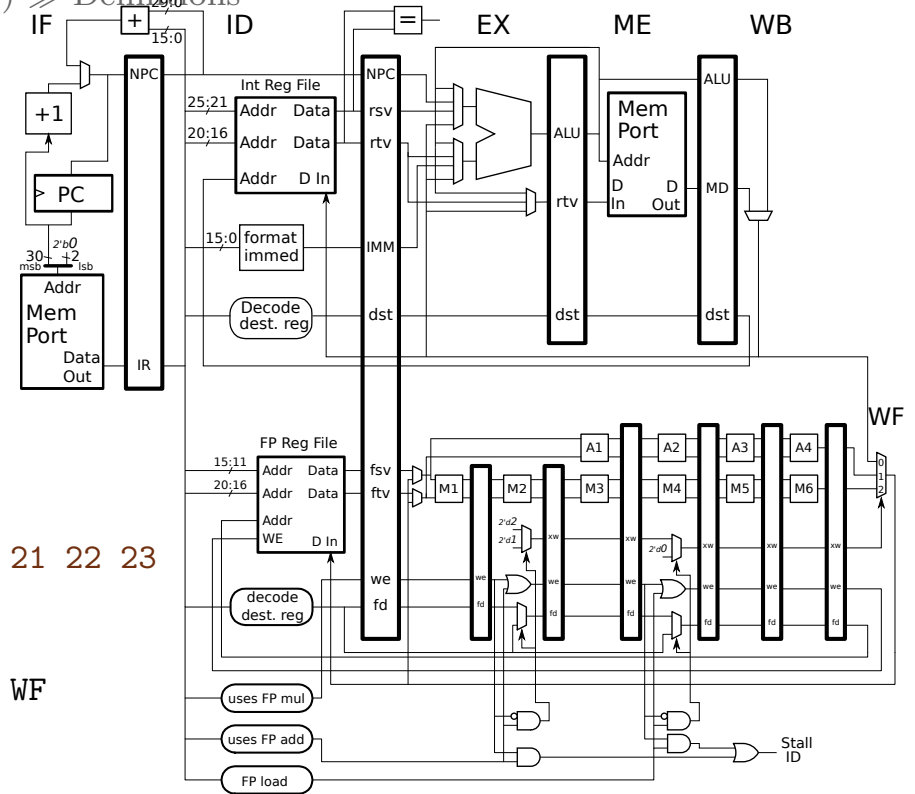 ) ≫ Definitions
IF
ID
EX
ME
WB
29:0
15:0
+
=
+1
PC
NPC
IR
25:21
20:16
Int Reg File
Addr Data
Addr Data
Addr D In
NPC
rsv
rtv
IMM
dst
15:0
format
immed
Decode
dest. reg
30
2'b0
2
msb
lsb
Addr
Mem
Port
Data
Out
ALU
rtv
dst
Mem
Port
Addr
D
In
D
Out
ALU
MD
dst
WF
FP Reg File
15:11
20:16
Addr Data
Addr Data
Addr
WE
D In
fsv
ftv
we
fd
decode
dest. reg
M1
M2
M3
M4
M5
M6
A1
A2
A3
A4
2'd2
2'd1
2'd0
we
fd
xw
we
fd
xw
we
fd
xw
we
fd
xw
we
fd
xw
we
fd
0
1
2
21 22 23
WF
uses FP mul
uses FP add
FP load
Stall
ID